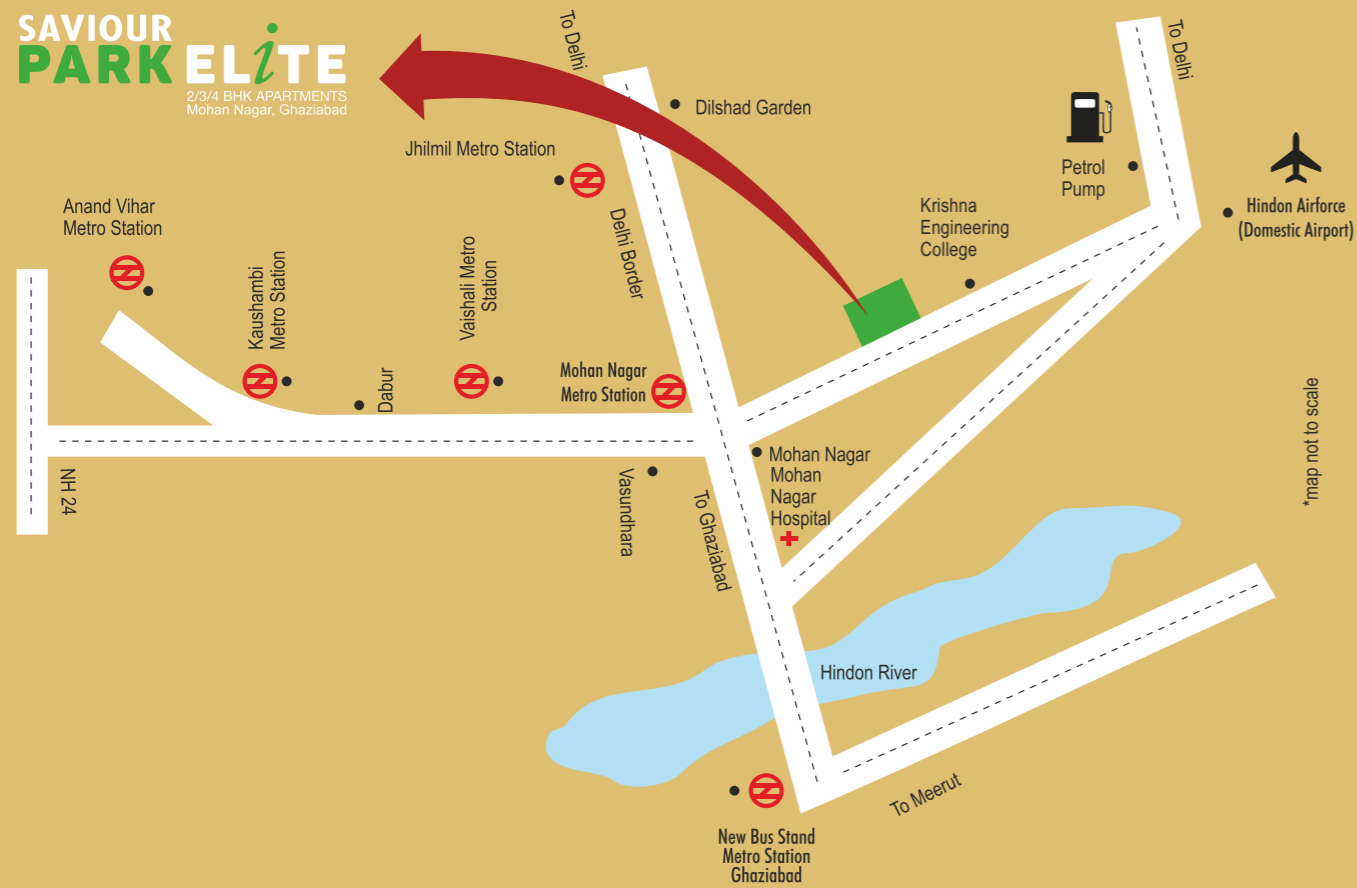 SAVIOUR
PARK ELiTE
2/3/4 BHK APARTMENTS
Mohan Nagar, Ghaziabad
To Delhi
To Delhi
Dilshad Garden
Jhilmil Metro Station
Petrol
Pump
Anand Vihar
Metro Station
Krishna
Engineering
College
Hindon Airforce
(Domestic Airport)
Delhi Border
Kaushambi
Metro Station
Vaishali Metro
Station
Dabur
Mohan Nagar
Metro Station
*map not to scale
NH 24
Vasundhara
To Ghaziabad
Mohan Nagar
Mohan
Nagar
Hospital
Hindon River
To Meerut
New Bus Stand
Metro Station
Ghaziabad